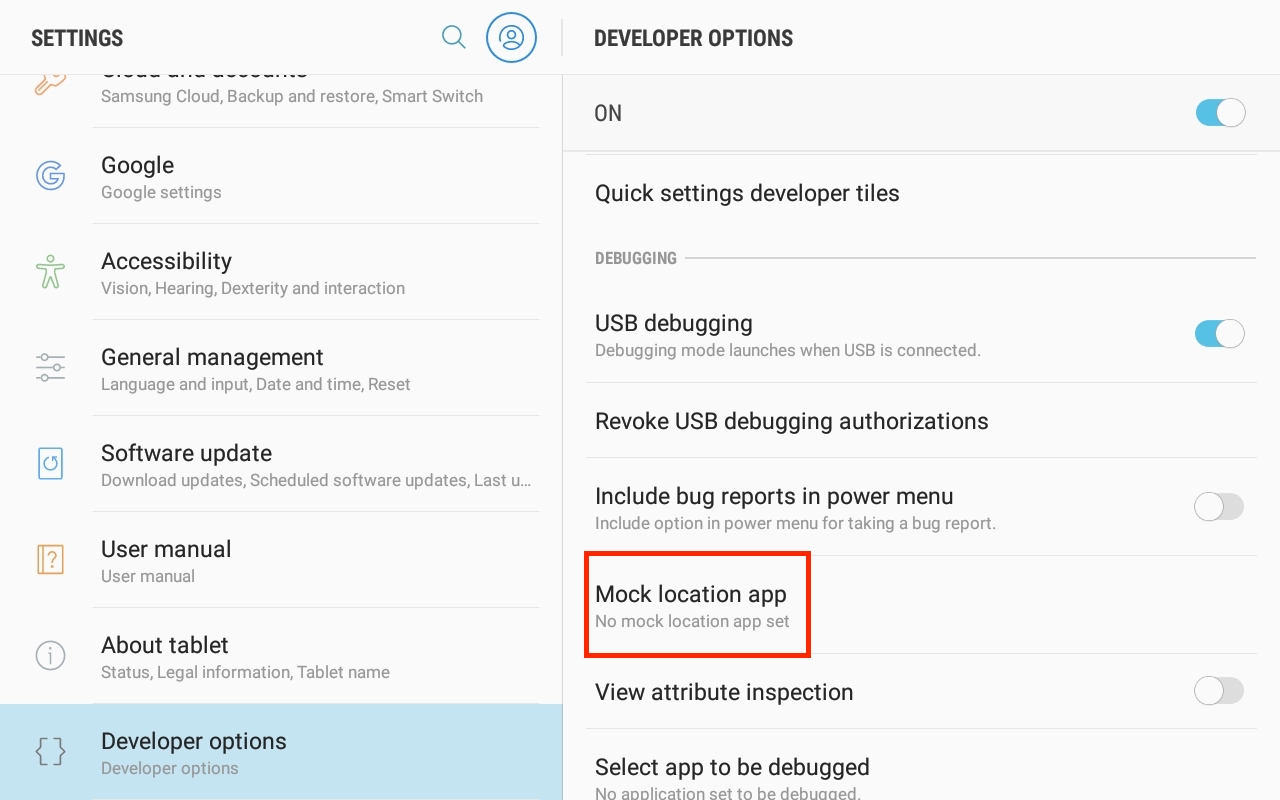 SETTINGS
Cloud and accounts
Samsung Cloud, Backup and restore, Smart Switch
Google
Google settings
Accessibility
Vision, Hearing, Dexterity and interaction
General management
Language and input, Date and time, Reset
Software update
Download updates, Scheduled software updates, Last u...
User manual
User manual
About tablet
Status, Legal information, Tablet name
Developer options
Developer options
DEVELOPER OPTIONS
ON
Quick settings developer tiles
DEBUGGING
USB debugging
Debugging mode launches when USB is connected.
Revoke USB debugging authorizations
Include bug reports in power menu
Include option in power menu for taking a bug report.
Mock location app
No mock location app set
View attribute inspection
Select app to be debugged
No application set to be debugged.